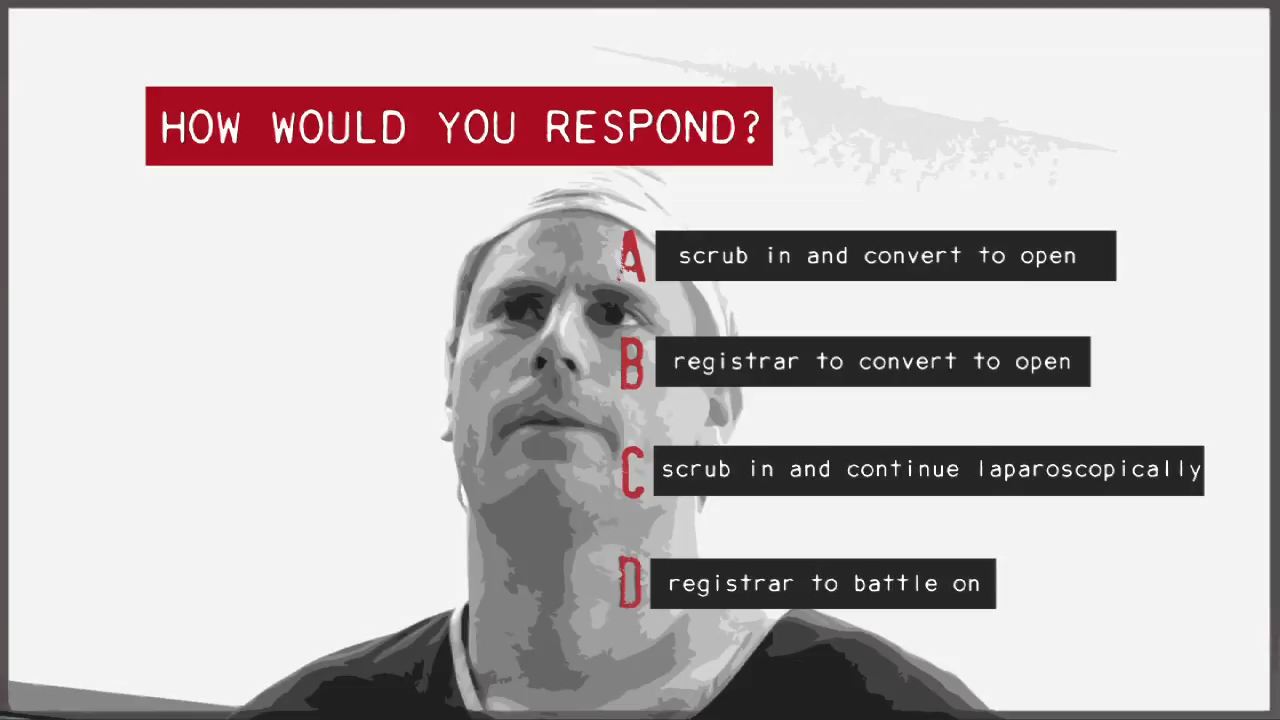 HOW WOULD YOU RESPOND?
A scrub in and convert to open
B registrar to convert to open
C scrub in and continue laparoscopically
D registrar to battle on